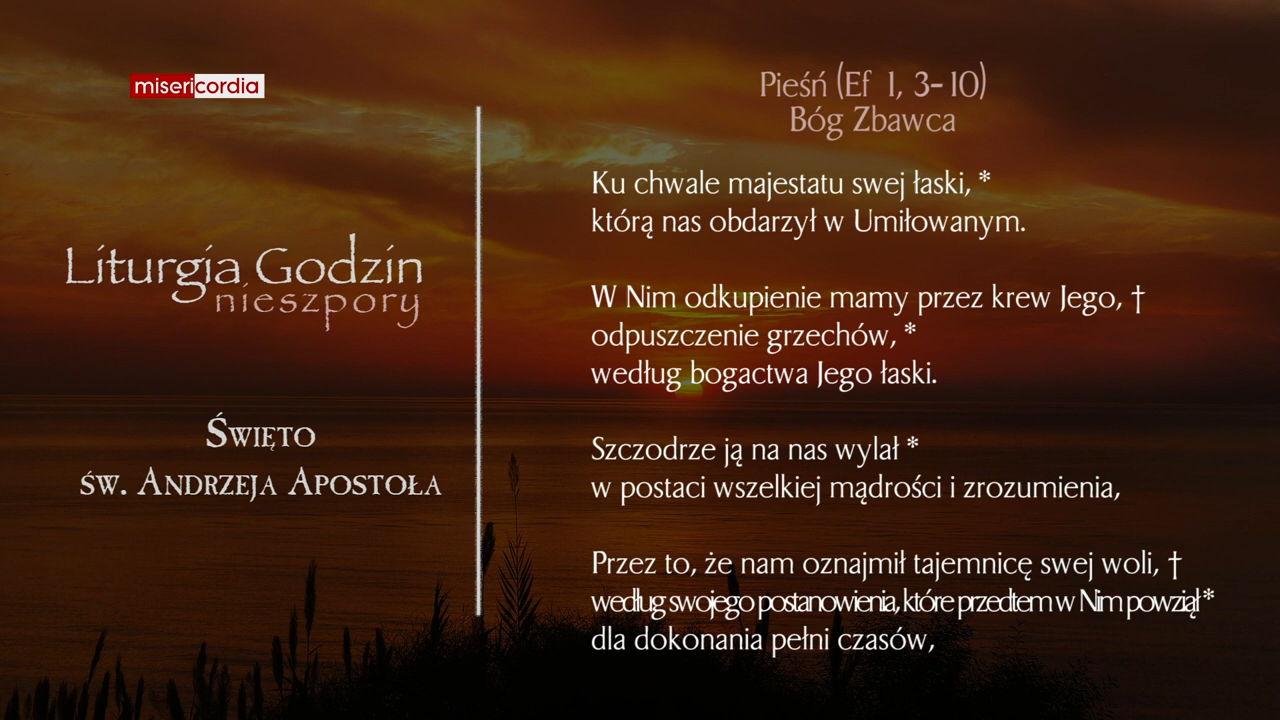 misericordia
Liturgia Godzin
nieszpory
Święto
św. Andrzeja Apostoła
Pieśń (Ef 1, 3-10)
Bóg Zbawca
Ku chwale majestatu swej łaski, *
którą nas obdarzył w Umiłowanym.
W Nim odkupienie mamy przez krew Jego, †
odpuszczenie grzechów, *
według bogactwa Jego łaski.
Szczodrze ją na nas wylał *
w postaci wszelkiej mądrości i zrozumienia,
Przez to, że nam oznajmił tajemnicę swej woli, †
według swojego postanowienia, które przedtem w Nim powziął *
dla dokonania pełni czasów,